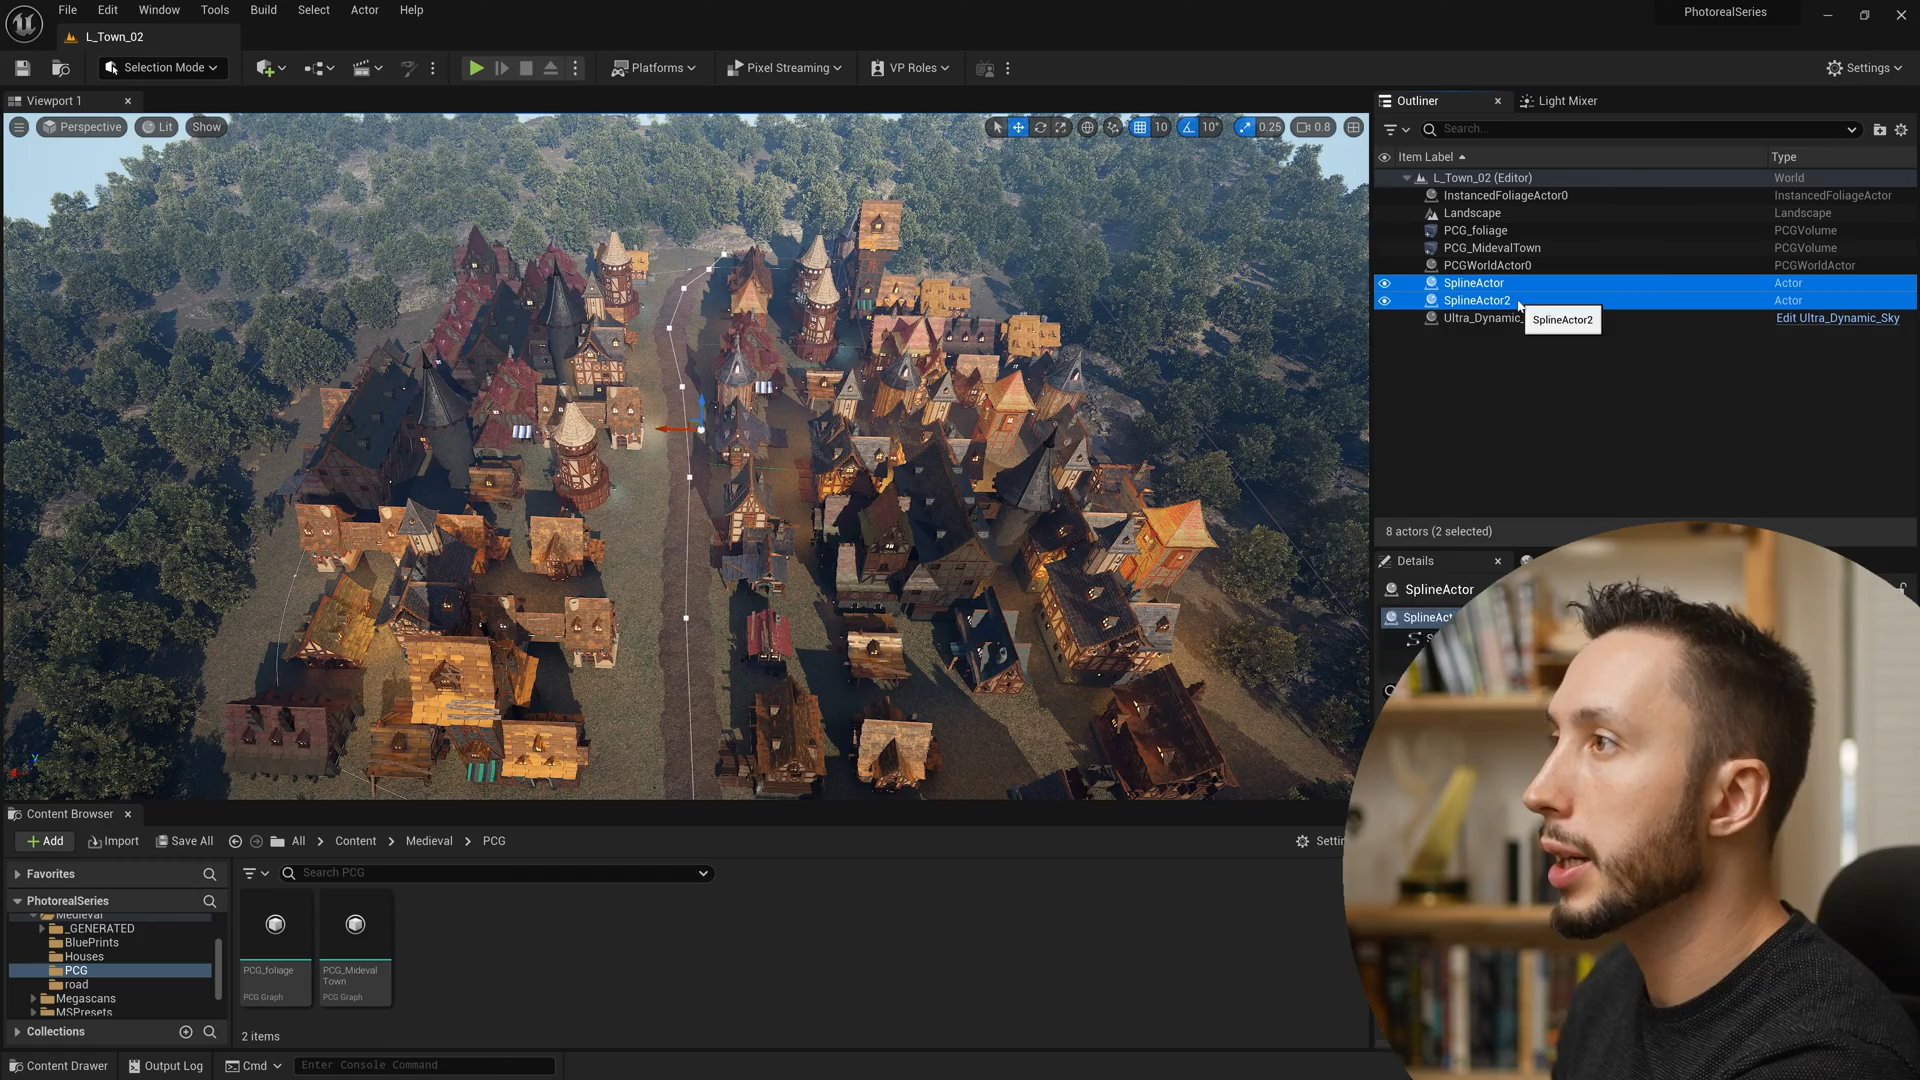 File Edit Window Tools Build Select Actor Help
PhotorealSeries
L_Town_02
Selection Mode
Platforms
Pixel Streaming
VP Roles
Settings
Viewport 1
Perspective
Lit
Show
10
10°
0.25
0.8
Outliner
Light Mixer
Search...
Item Label
Type
L_Town_02 (Editor)
World
InstancedFoliageActor0
InstancedFoliageActor
Landscape
Landscape
PCG_foliage
PCGVolume
PCG_MidevalTown
PCGVolume
PCGWorldActor0
PCGWorldActor
SplineActor
Actor
SplineActor2
Actor
Ultra_Dynamic_
Edit Ultra_Dynamic_Sky
SplineActor2
8 actors (2 selected)
Details
SplineActor
SplineAct
Content Browser
Add
Import
Save All
All
Content
Medieval
PCG
Settin
Favorites
Search PCG
PhotorealSeries
Medieval
_GENERATED
BluePrints
Houses
PCG
road
Megascans
MSPresets
Collections
PCG_foliage
PCG Graph
PCG_Mideval
Town
PCG Graph
2 items
Content Drawer
Output Log
Cmd
Enter Console Command